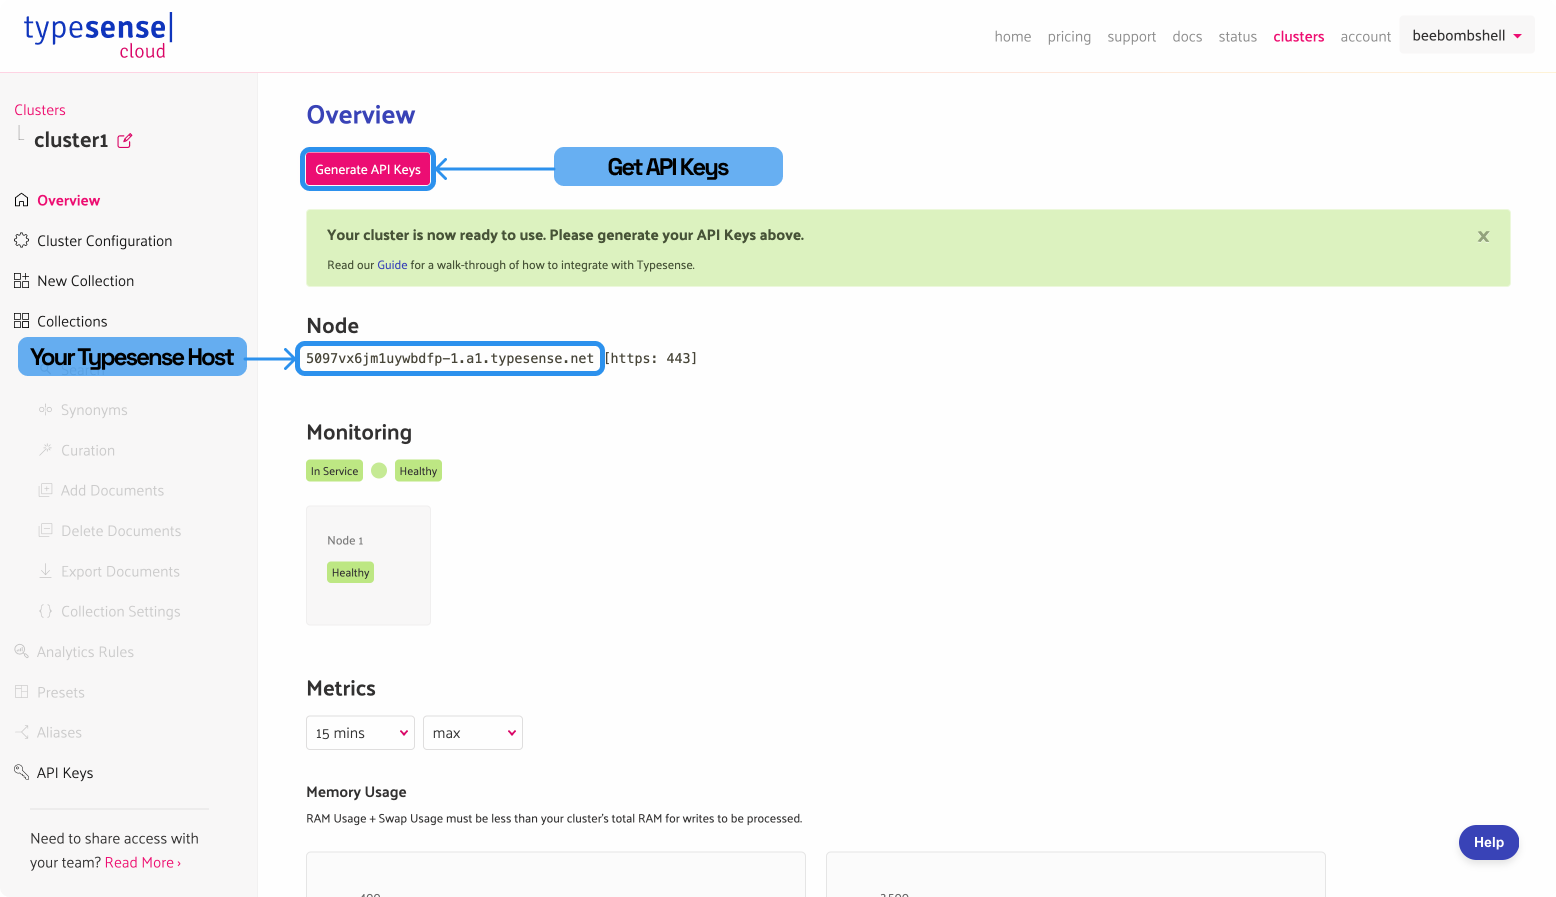 typesense
cloud
home pricing support docs status clusters account beebombshell
Clusters
cluster1
Overview
Cluster Configuration
New Collection
Collections
Your Typesense Host
Synonyms
Curation
Add Documents
Delete Documents
Export Documents
Collection Settings
Analytics Rules
Presets
Aliases
API Keys
Need to share access with
your team? Read More ›
Overview
Generate API Keys
Get API Keys
Your cluster is now ready to use. Please generate your API Keys above.
X
Read our Guide for a walk-through of how to integrate with Typesense.
Node
5097vx6jm1uywbdfp-1.a1.typesense.net [https: 443]
Monitoring
In Service Healthy
Node 1
Healthy
Metrics
15 mins max
Memory Usage
RAM Usage + Swap Usage must be less than your cluster's total RAM for writes to be processed.
Help